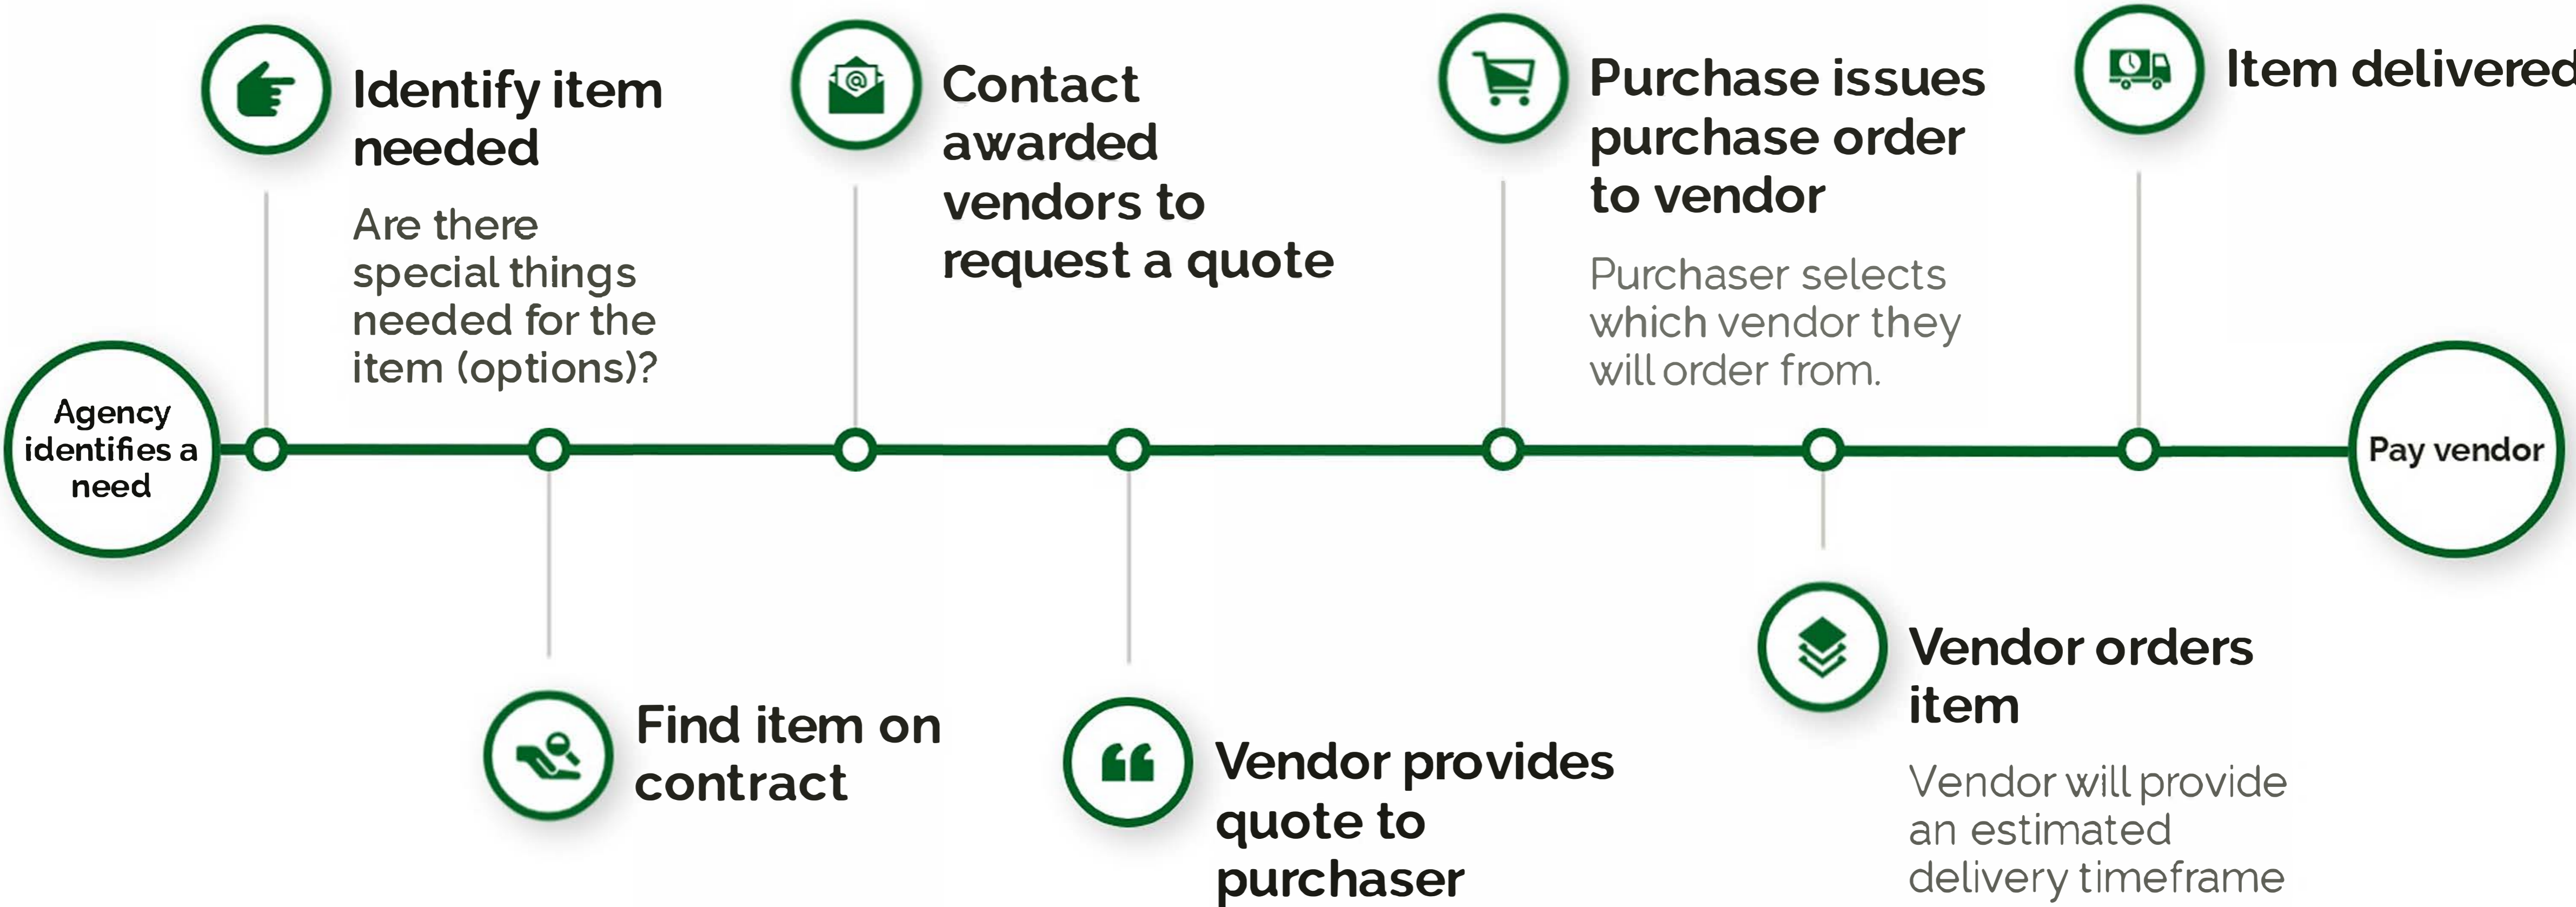 Agency
identifies a
need
Identify item
needed
Are there
special things
needed for the
item (options)?
Find item on
contract
Contact
awarded
vendors to
request a quote
Vendor provides
quote to
purchaser
Purchase issues
purchase order
to vendor
Purchaser selects
which vendor they
will order from.
Vendor orders
item
Vendor will provide
an estimated
delivery timeframe
Item delivered
Pay vendor